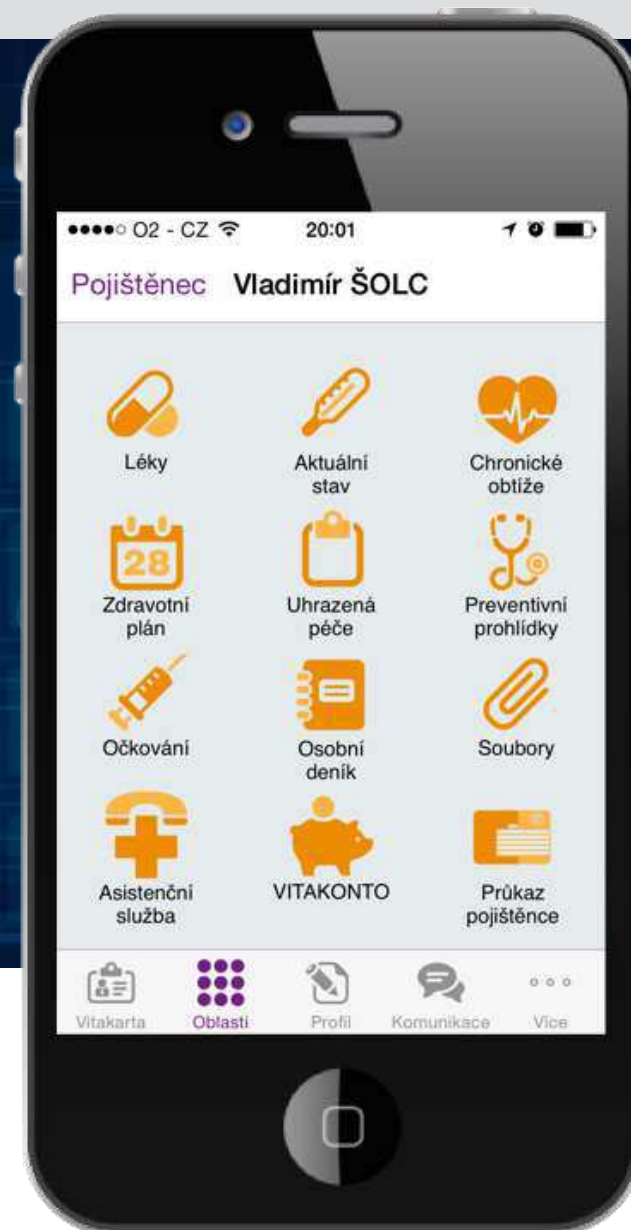 O2 - CZ 20:01
Pojištěnec Vladimír ŠOLC
Léky
Aktuální
stav
Chronické
obtíže
28
Zdravotní
plán
Uhrazená
péče
Preventivní
prohlídky
Očkování
Osobní
deník
Soubory
Asistenční
služba
VITAKONTO
Průkaz
pojištěnce
Vitakarta Oblasti Profil Komunikace Více